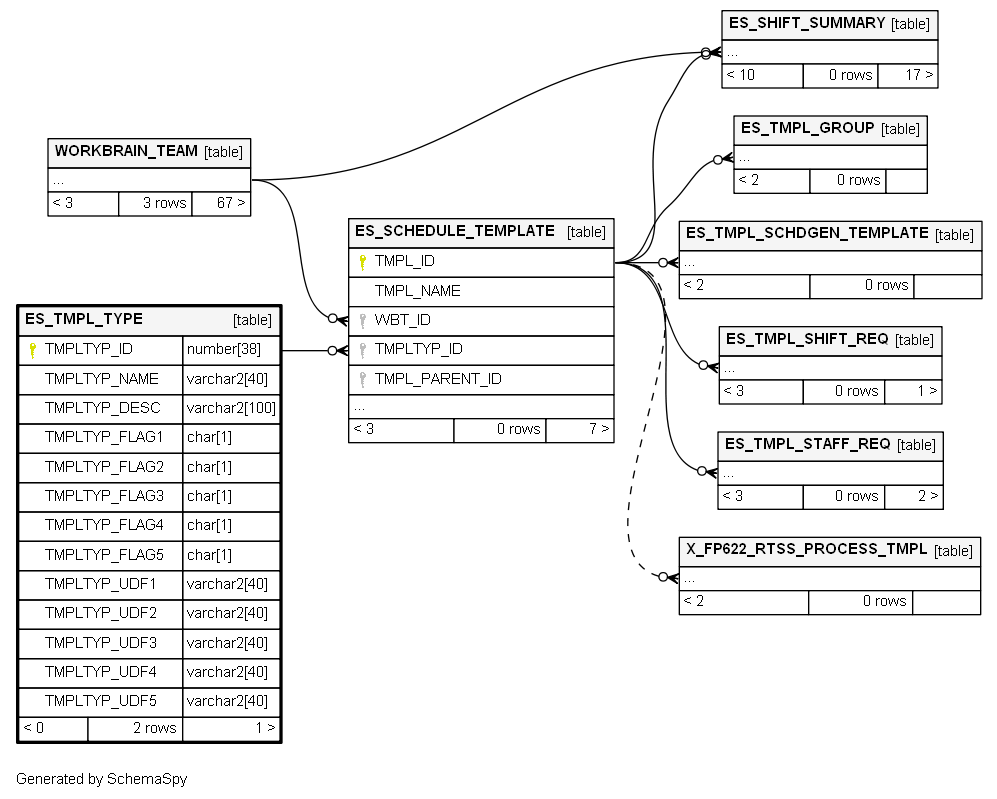 ES_SHIFT_SUMMARY [table]
...
< 10 0 rows 17 >
ES_TMPL_GROUP [table]
...
< 2 0 rows
WORKBRAIN_TEAM [table]
...
< 3 3 rows 67 >
ES_SCHEDULE_TEMPLATE [table]
TMPL_ID
TMPL_NAME
WBT_ID
TMPLTYP_ID
TMPL_PARENT_ID
...
< 3 0 rows 7 >
ES_TMPL_SCHDGEN_TEMPLATE [table]
...
< 2 0 rows
ES_TMPL_TYPE [table]
TMPLTYP_ID number[38]
TMPLTYP_NAME varchar2[40]
TMPLTYP_DESC varchar2[100]
TMPLTYP_FLAG1 char[1]
TMPLTYP_FLAG2 char[1]
TMPLTYP_FLAG3 char[1]
TMPLTYP_FLAG4 char[1]
TMPLTYP_FLAG5 char[1]
TMPLTYP_UDF1 varchar2[40]
TMPLTYP_UDF2 varchar2[40]
TMPLTYP_UDF3 varchar2[40]
TMPLTYP_UDF4 varchar2[40]
TMPLTYP_UDF5 varchar2[40]
< 0 2 rows 1 >
ES_TMPL_SHIFT_REQ [table]
...
< 3 0 rows 1 >
ES_TMPL_STAFF_REQ [table]
...
< 3 0 rows 2 >
X_FP622_RTSS_PROCESS_TMPL [table]
...
< 2 0 rows
Generated by SchemaSpy